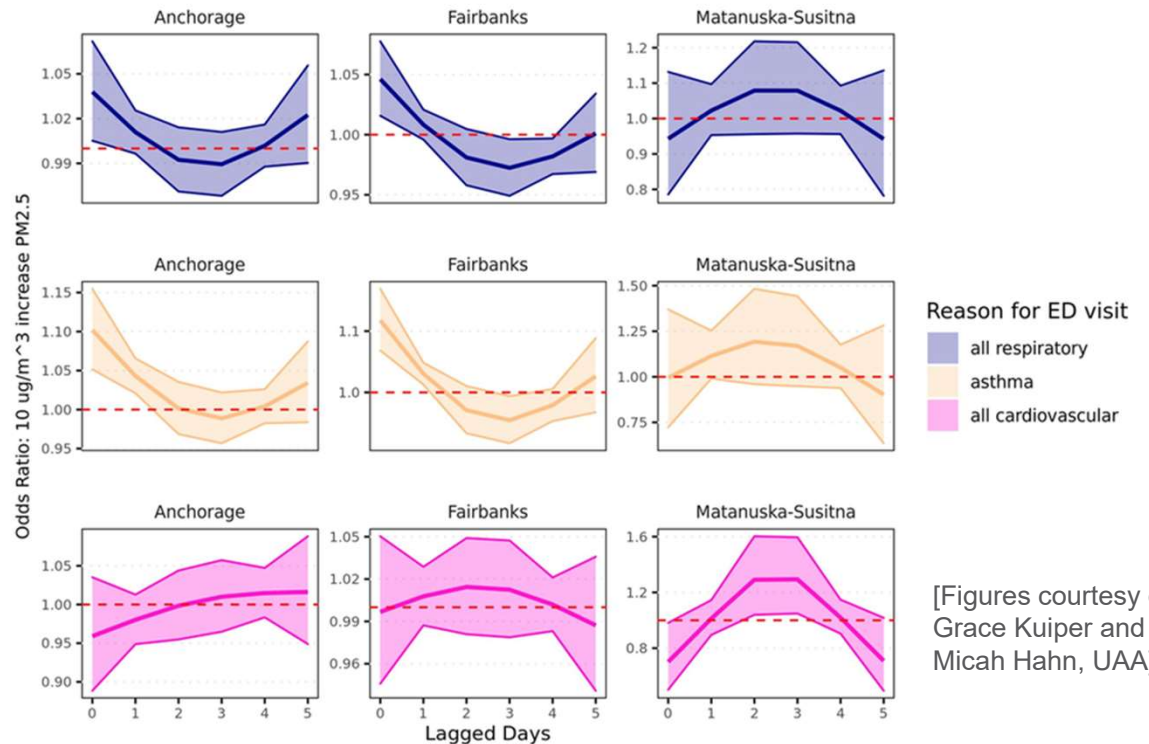 Anchorage
Fairbanks
Matanuska-Susitna
1.05
1.02
0.99
1.05
1.00
0.95
1.2
1.1
1.0
0.9
0.8
Anchorage
Fairbanks
Matanuska-Susitna
1.15
1.10
1.05
1.00
0.95
1.1
1.0
1.50
1.25
1.00
0.75
Anchorage
Fairbanks
Matanuska-Susitna
1.05
1.00
0.95
0.90
1.05
1.02
0.99
0.96
1.6
1.2
0.8
0 1 2 3 4 5
0 1 2 3 4 5
0 1 2 3 4 5
Lagged Days
Odds Ratio: 10 ug/m^3 increase PM2.5
Reason for ED visit
all respiratory
asthma
all cardiovascular
[Figures courtesy
Grace Kuiper and
Micah Hahn, UAA]